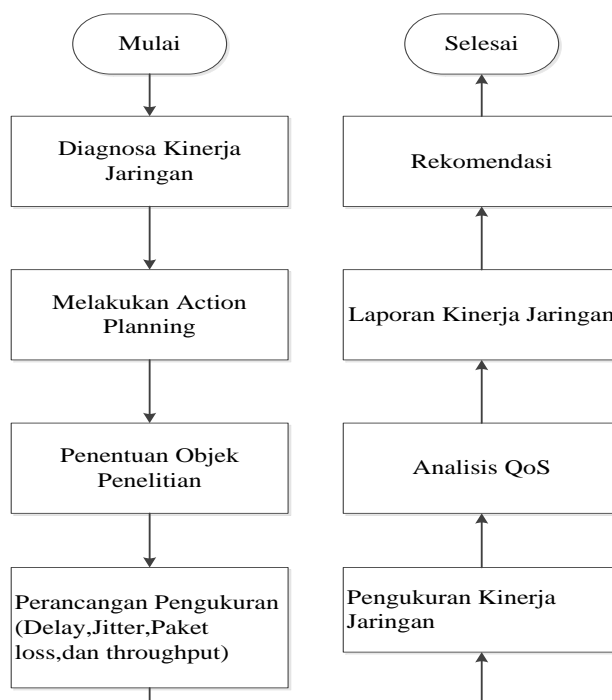 Mulai
Diagnosa Kinerja
Jaringan
Melakukan Action
Planning
Penentuan Objek
Penelitian
Perancangan Pengukuran
(Delay,Jitter,Paket
loss,dan throughput)
Pengukuran Kinerja
Jaringan
Analisis QoS
Laporan Kinerja Jaringan
Rekomendasi
Selesai